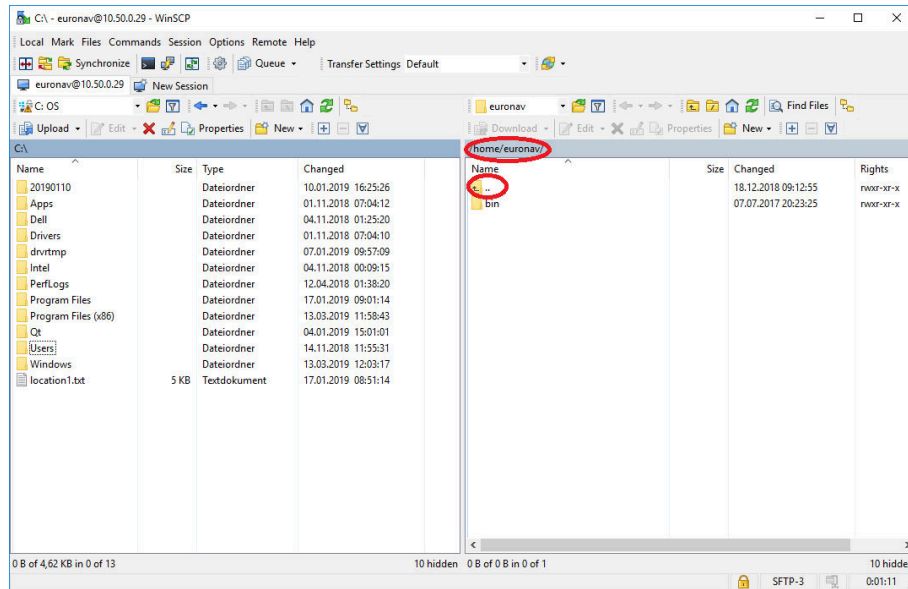 C:\ - euronav@10.50.0.29 - WinSCP
Local Mark Files Commands Session Options Remote Help
Synchronize Queue Transfer Settings Default
euronav@10.50.0.29 New Session
C: OS
Upload Edit Properties New
C:\
Name Size Type Changed
20190110 Dateiordner 10.01.2019 16:25:26
Apps Dateiordner 01.11.2018 07:04:12
Dell Dateiordner 04.11.2018 01:25:20
Drivers Dateiordner 01.11.2018 07:04:10
drvrtmp Dateiordner 07.01.2019 09:57:09
Intel Dateiordner 04.11.2018 00:09:15
PerfLogs Dateiordner 12.04.2018 01:38:20
Program Files Dateiordner 17.01.2019 09:01:14
Program Files (x86) Dateiordner 13.03.2019 11:58:43
Qt Dateiordner 04.01.2019 15:01:01
Users Dateiordner 14.11.2018 11:55:31
Windows Dateiordner 13.03.2019 12:03:17
location1.txt 5 KB Textdokument 17.01.2019 08:51:14
0 B of 4,62 KB in 0 of 13 10 hidden
euronav Find Files
Download Edit Properties New
/home/euronav/
Name Size Changed Rights
.. 18.12.2018 09:12:55 rwxr-xr-x
bin 07.07.2017 20:23:25 rwxr-xr-x
0 B of 0 B in 0 of 1 10 hidde
SFTP-3 0:01:11